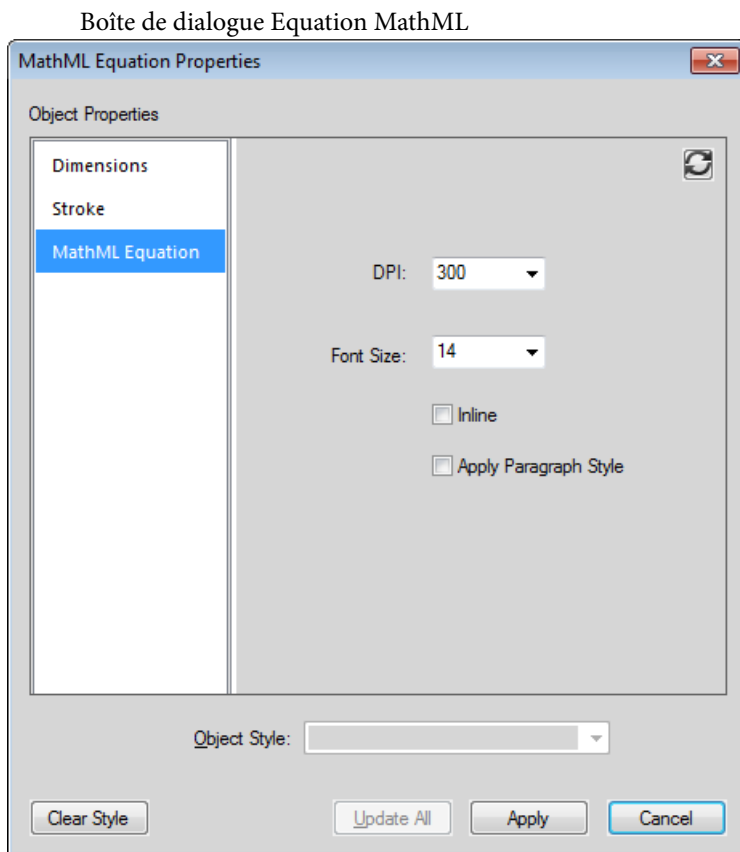 Boîte de dialogue Equation MathML
MathML Equation Properties
Object Properties
Dimensions
Stroke
MathML Equation
DPI: 300
Font Size: 14
Inline
Apply Paragraph Style
Object Style:
Clear Style Update All Apply Cancel